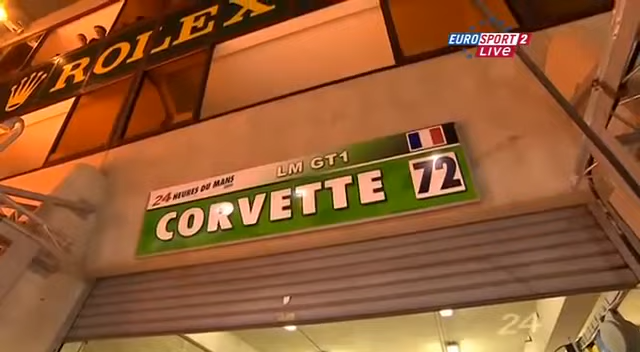 ROLEX
EUROSPORT 2
LIVE
LM GT1
24 HEURES DU MANS
CORVETTE 72
24